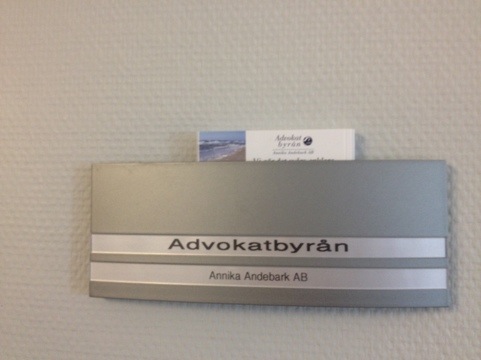 Advokat
byrån
Annika Andebark AB
Advokatbyrån
Annika Andebark AB